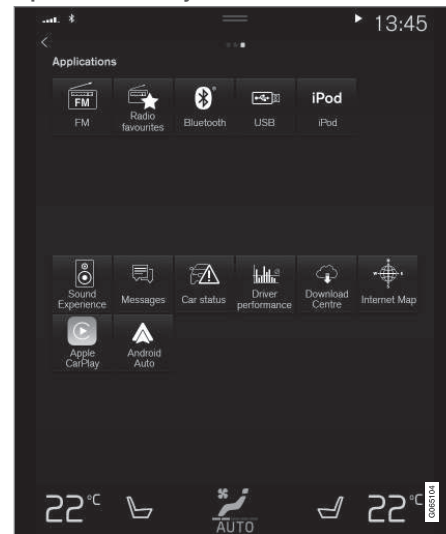 13:45
Applications
FM
iPod
FM
Radio
favourites
Bluetooth
USB
iPod
Sound
Experience
Messages
Car status
Driver
performance
Download
Centre
Internet Map
Apple
CarPlay
Android
Auto
22°C
AUTO
22°C
G065104